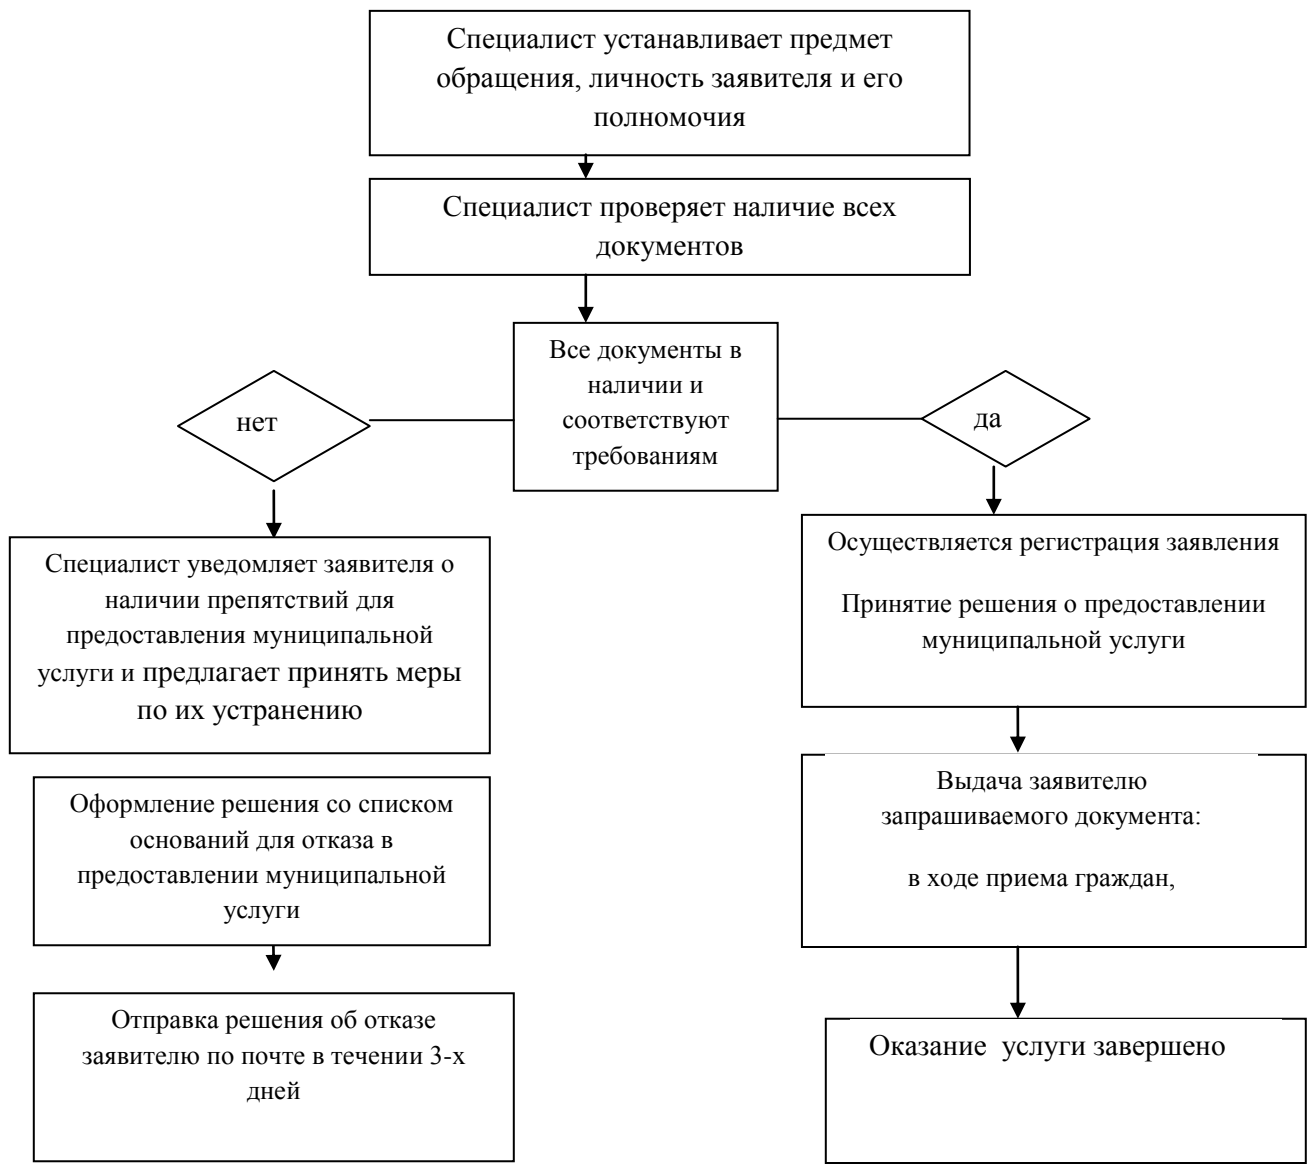 Специалист устанавливает предмет
обращения, личность заявителя и его
полномочия
Специалист проверяет наличие всех
документов
Все документы в
наличии и
соответствуют
требованиям
нет
да
Специалист уведомляет заявителя о
наличии препятствий для
предоставления муниципальной
услуги и предлагает принять меры
по их устранению
Оформление решения со списком
оснований для отказа в
предоставлении муниципальной
услуги
Отправка решения об отказе
заявителю по почте в течении 3-х
дней
Осуществляется регистрация заявления
Принятие решения о предоставлении
муниципальной услуги
Выдача заявителю
запрашиваемого документа:
в ходе приема граждан,
Оказание услуги завершено